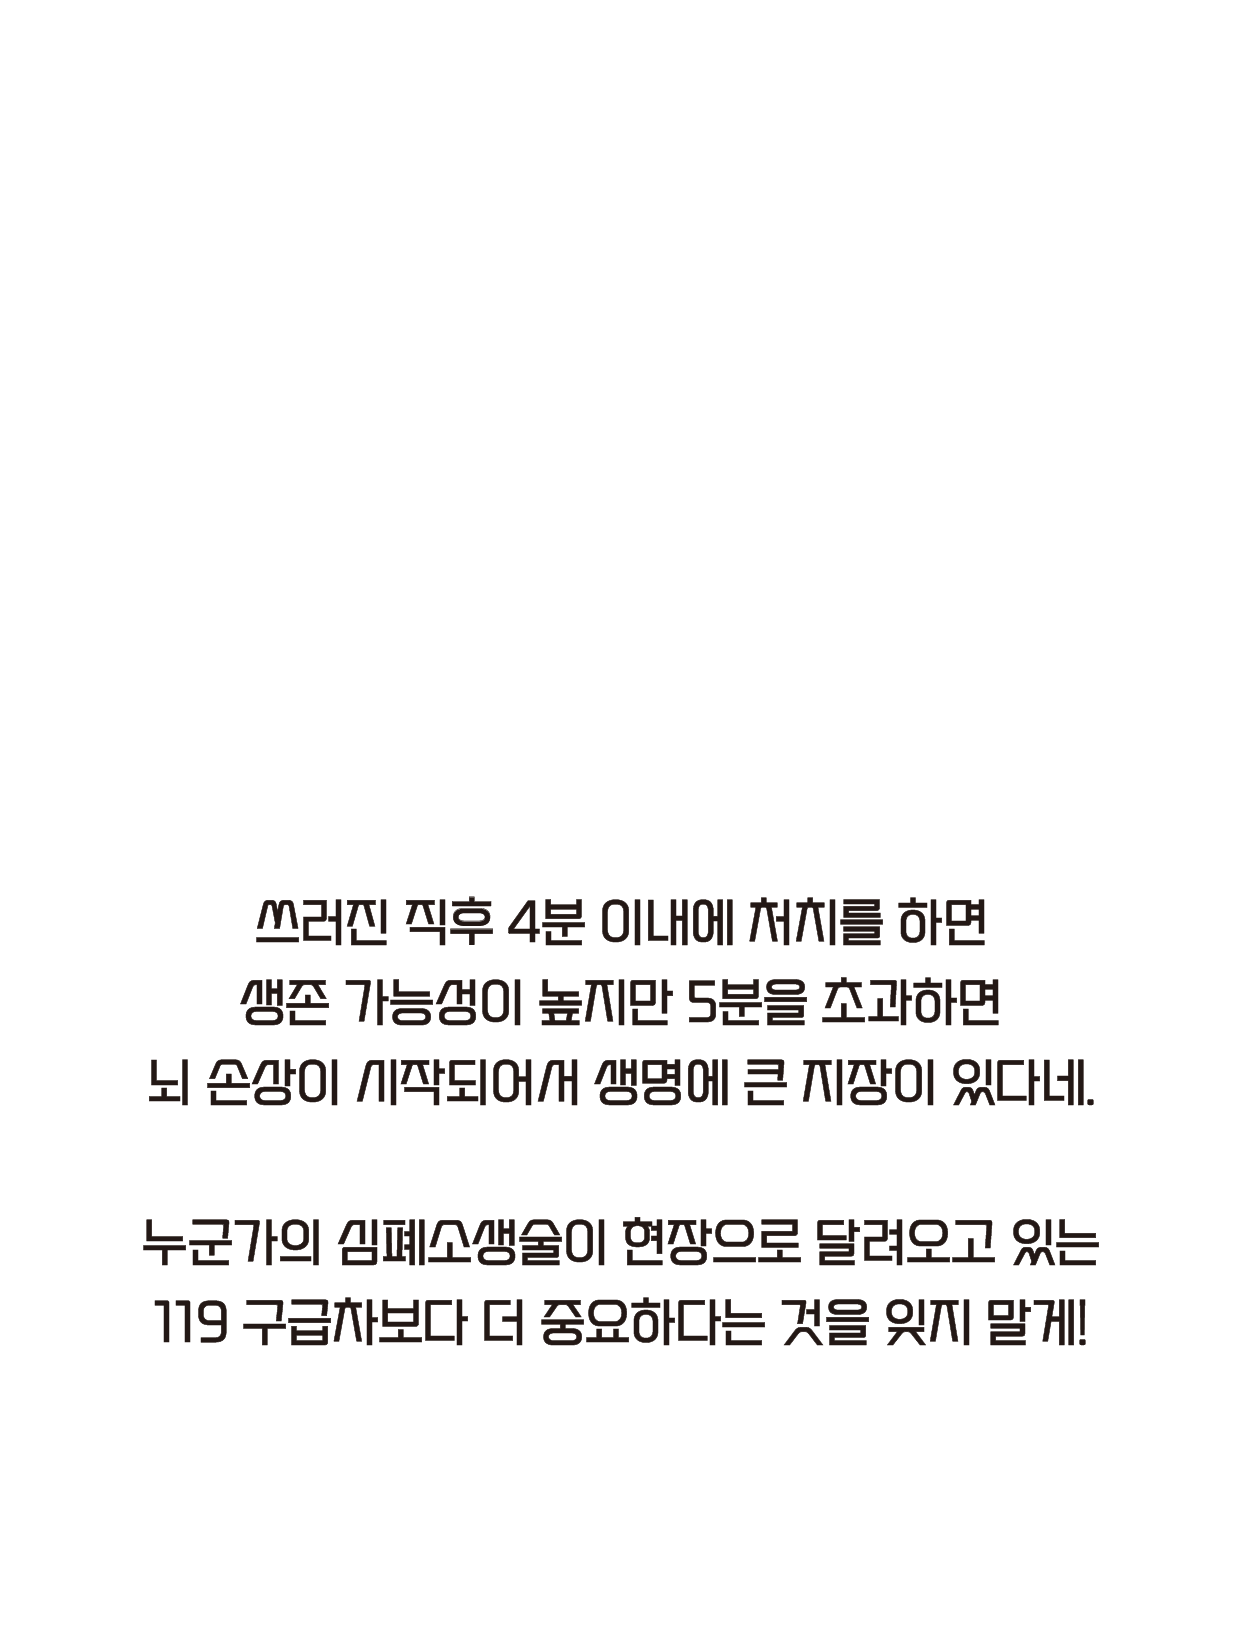 쓰러진 직후 4분 이내에 처치를 하면
생존 가능성이 높지만 5분을 초과하면
뇌 손상이 시작되어서 생명에 큰 지장이 있다네.
누군가의 심폐소생술이 현장으로 달려오고 있는
119 구급차보다 더 중요하다는 것을 잊지 말게!